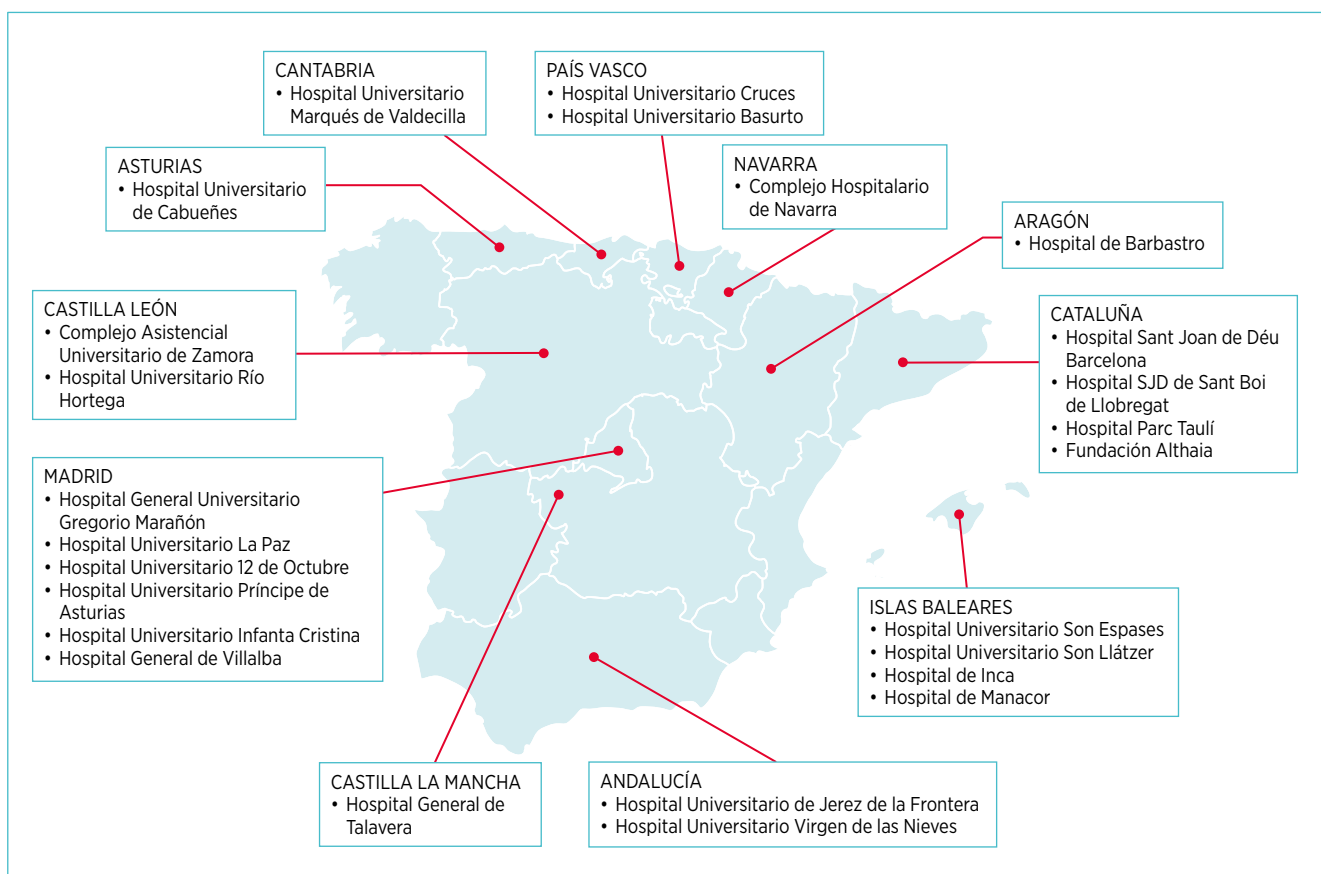 CANTABRIA
• Hospital Universitario
Marqués de Valdecilla
PAÍS VASCO
• Hospital Universitario Cruces
• Hospital Universitario Basurto
ASTURIAS
• Hospital Universitario
de Cabueñes
NAVARRA
• Complejo Hospitalario
de Navarra
ARAGÓN
• Hospital de Barbastro
CASTILLA LEÓN
• Complejo Asistencial
Universitario de Zamora
• Hospital Universitario Río
Hortega
CATALUÑA
• Hospital Sant Joan de Déu
Barcelona
• Hospital SJD de Sant Boi
de Llobregat
• Hospital Parc Taulí
• Fundación Althaia
MADRID
• Hospital General Universitario
Gregorio Marañón
• Hospital Universitario La Paz
• Hospital Universitario 12 de Octubre
• Hospital Universitario Príncipe de
Asturias
• Hospital Universitario Infanta Cristina
• Hospital General de Villalba
ISLAS BALEARES
• Hospital Universitario Son Espases
• Hospital Universitario Son Llátzer
• Hospital de Inca
• Hospital de Manacor
CASTILLA LA MANCHA
• Hospital General de
Talavera
ANDALUCÍA
• Hospital Universitario de Jerez de la Frontera
• Hospital Universitario Virgen de las Nieves